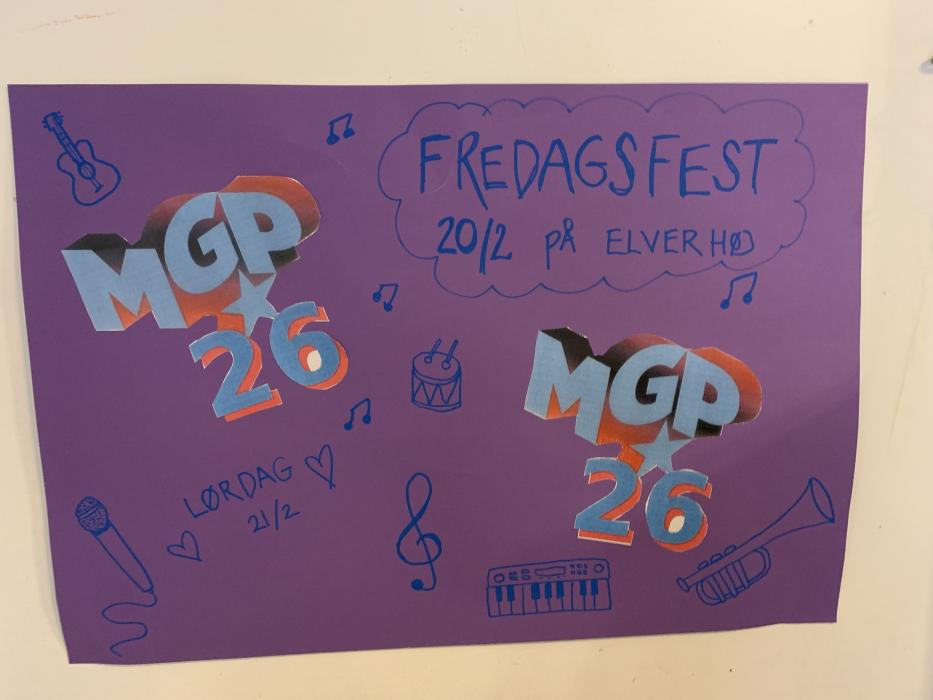 FREDAGSFEST
20/2 PÅ ELVERHØJ
MGP
26
MGP
26
LØRDAG
21/2